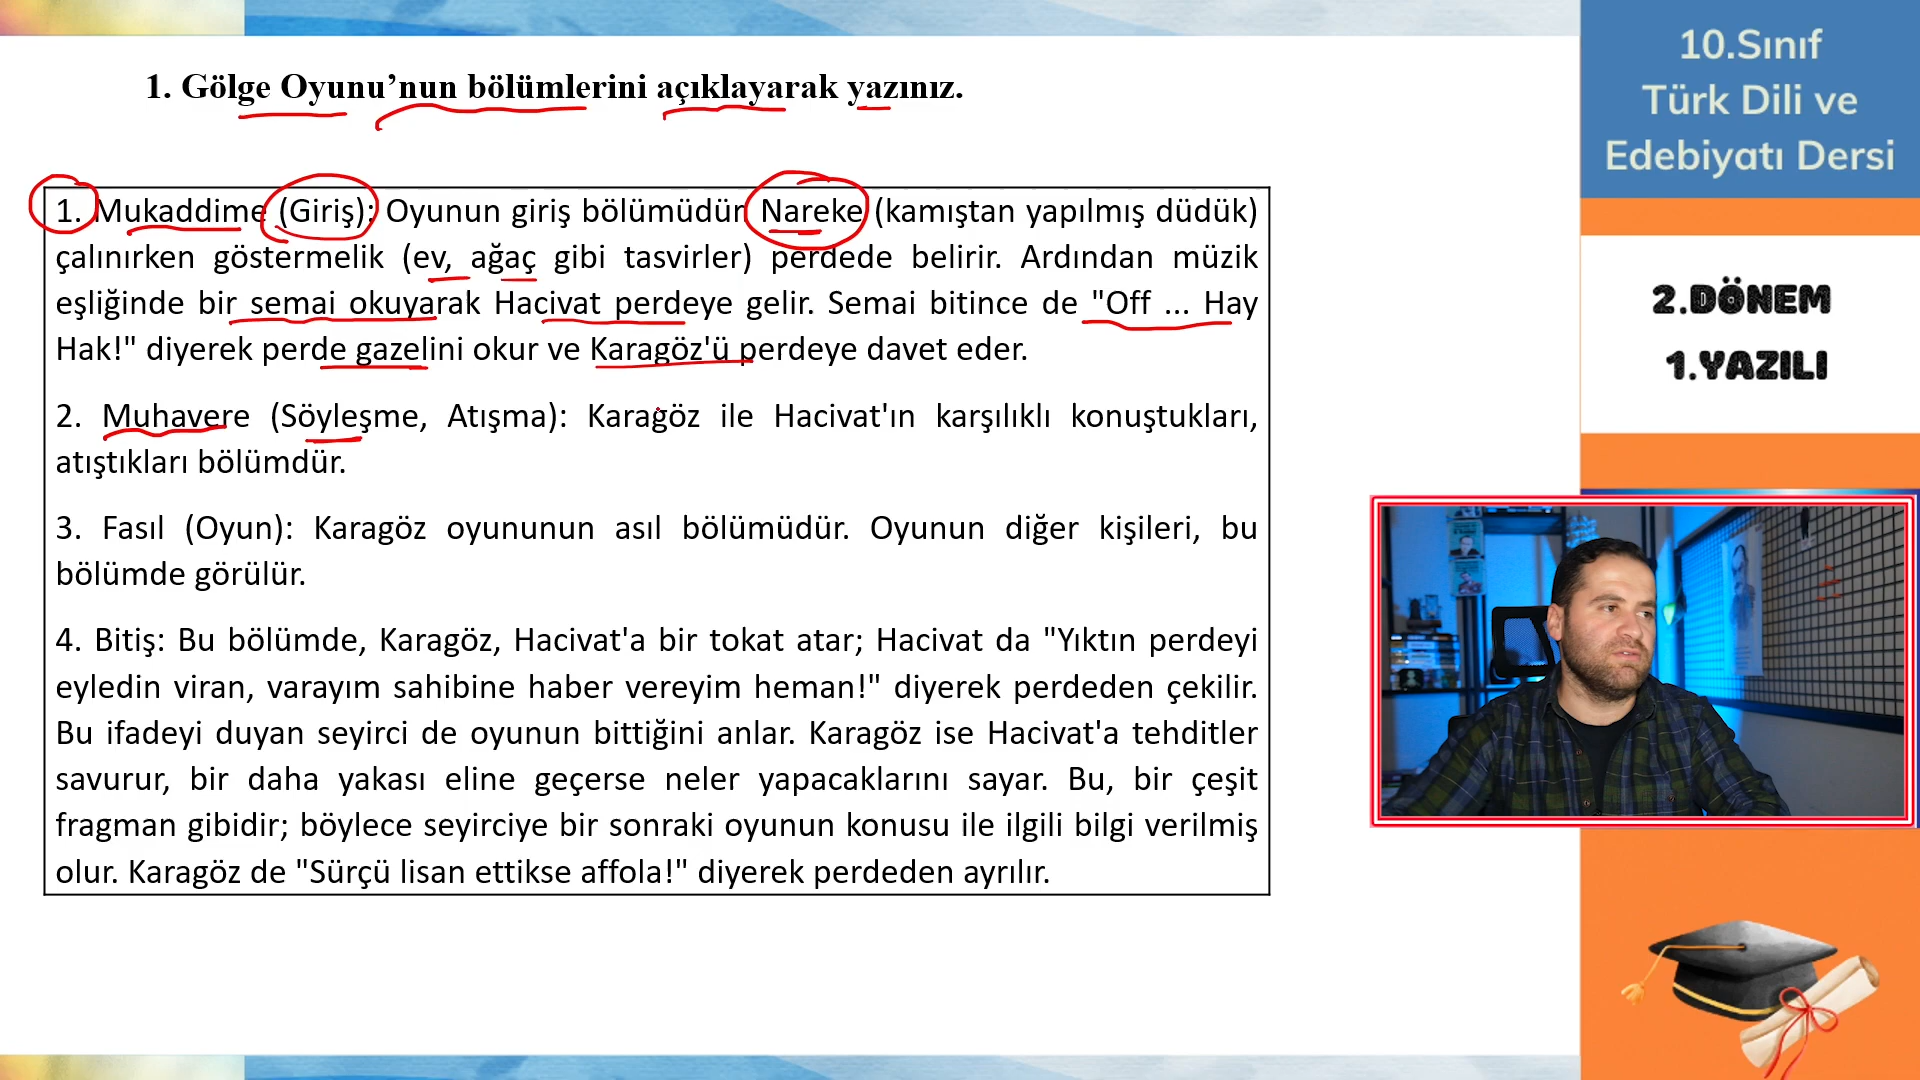 1. Gölge Oyunu’nun bölümlerini açıklayarak yazınız.
1. Mukaddime (Giriş): Oyunun giriş bölümüdür. Nareke (kamıştan yapılmış düdük)
çalınırken göstermelik (ev, ağaç gibi tasvirler) perdede belirir. Ardından müzik
eşliğinde bir semai okuyarak Hacivat perdeye gelir. Semai bitince de "Off ... Hay
Hak!" diyerek perde gazelini okur ve Karagöz'ü perdeye davet eder.
2. Muhavere (Söyleşme, Atışma): Karagöz ile Hacivat'ın karşılıklı konuştukları,
atıştıkları bölümdür.
3. Fasıl (Oyun): Karagöz oyununun asıl bölümüdür. Oyunun diğer kişileri, bu
bölümde görülür.
4. Bitiş: Bu bölümde, Karagöz, Hacivat'a bir tokat atar; Hacivat da "Yıktın perdeyi
eyledin viran, varayım sahibine haber vereyim heman!" diyerek perdeden çekilir.
Bu ifadeyi duyan seyirci de oyunun bittiğini anlar. Karagöz ise Hacivat'a tehditler
savurur, bir daha yakası eline geçerse neler yapacaklarını sayar. Bu, bir çeşit
fragman gibidir; böylece seyirciye bir sonraki oyunun konusu ile ilgili bilgi verilmiş
olur. Karagöz de "Sürçü lisan ettikse affola!" diyerek perdeden ayrılır.
10.Sınıf
Türk Dili ve
Edebiyatı Dersi
2.DÖNEM
1.YAZILI